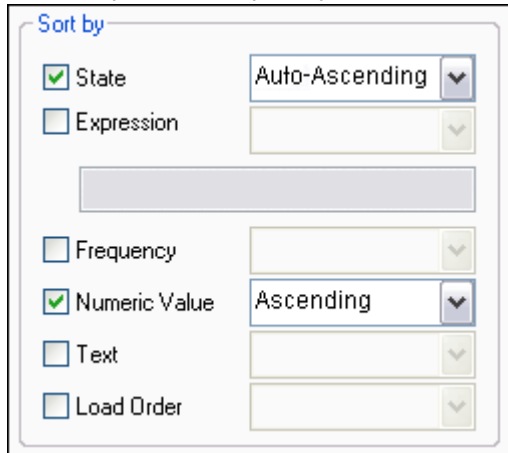 Sort by
State Auto-Ascending
Expression
Frequency
Numeric Value Ascending
Text
Load Order